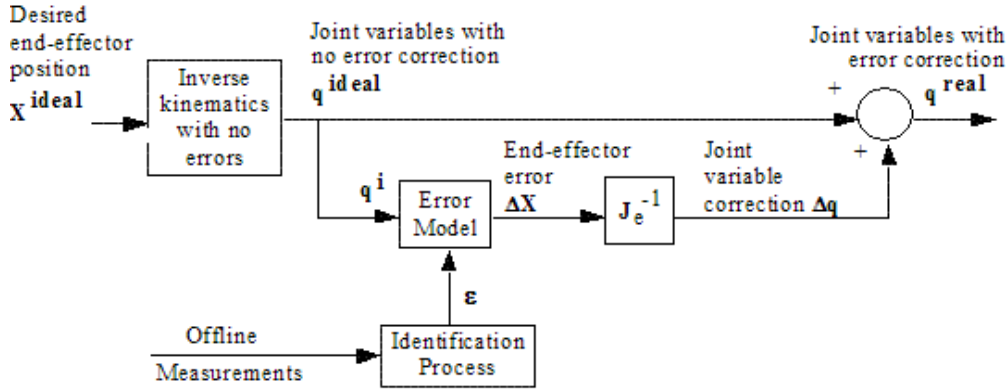 Desired
end-effector
position
X ideal
Inverse
kinematics
with no
errors
Joint variables with
no error correction
q ideal
Joint variables with
error correction
q real
+
+
q i
Error
Model
End-effector
error
ΔX
Je -1
Joint
variable
correction Δq
ε
Offline
Measurements
Identification
Process